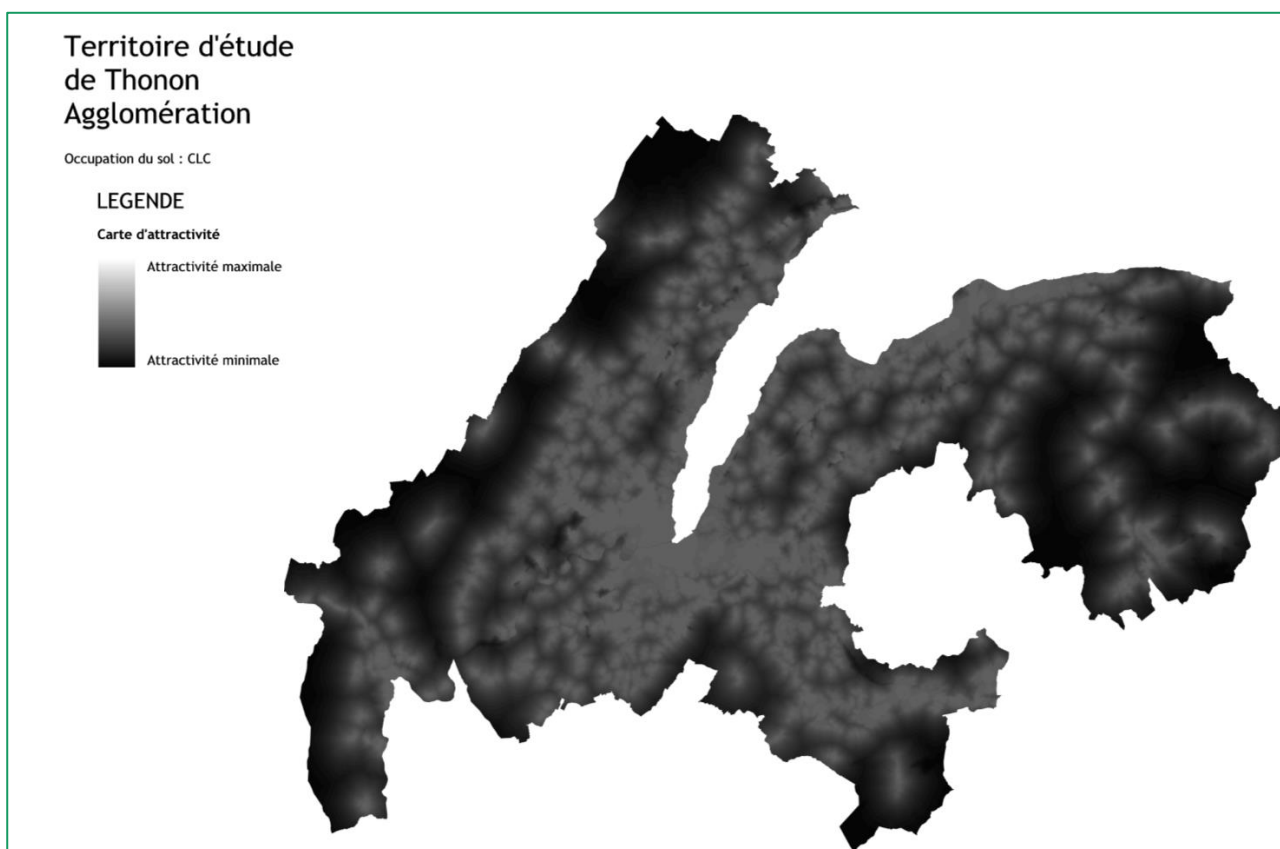 Territoire d'étude
de Thonon
Agglomération
Occupation du sol : CLC
LEGENDE
Carte d'attractivité
Attractivité maximale
Attractivité minimale